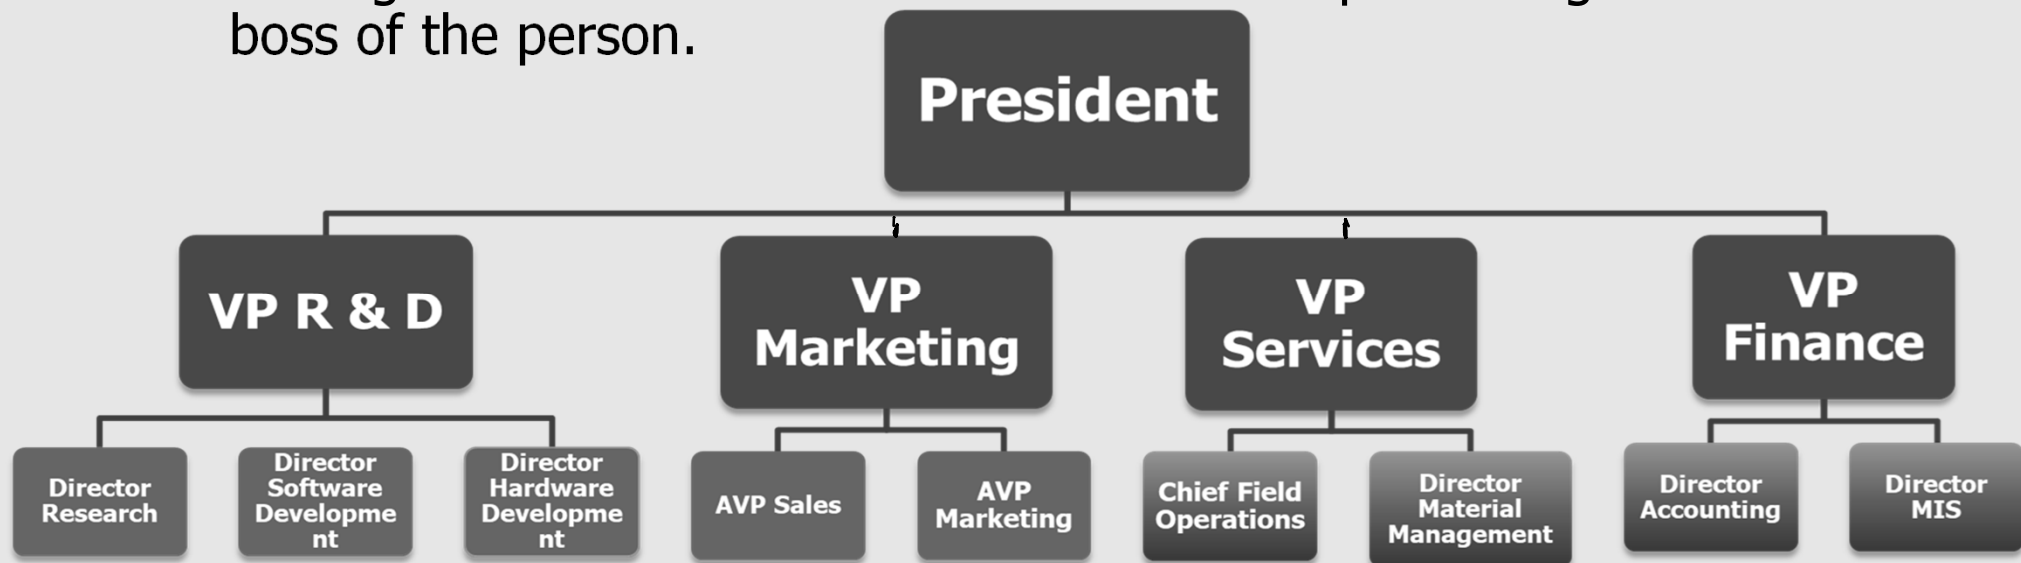 boss of the person.
President
VP R & D
VP
Marketing
VP
Services
VP
Finance
Director
Research
Director
Software
Developme
nt
Director
Hardware
Developme
nt
AVP Sales
AVP
Marketing
Chief Field
Operations
Director
Material
Management
Director
Accounting
Director
MIS